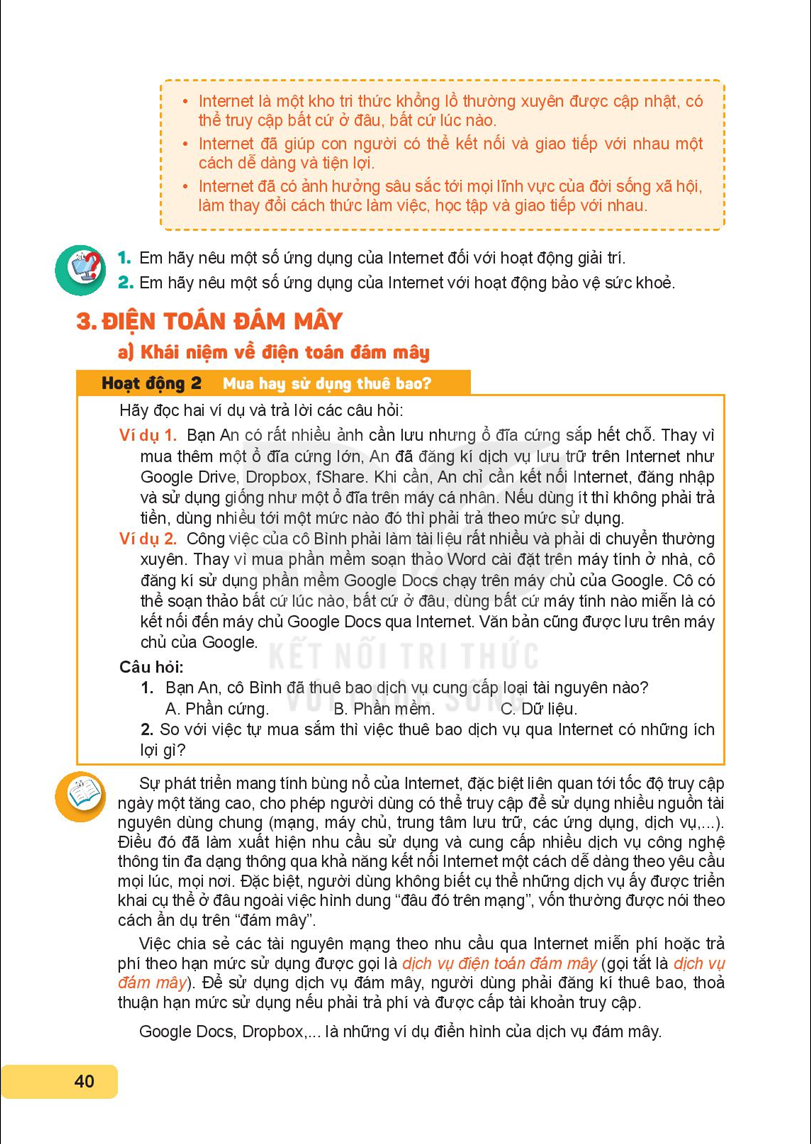 • Internet là một kho tri thức khổng lồ thường xuyên được cập nhật, có
thể truy cập bất cứ ở đâu, bất cứ lúc nào.
• Internet đã giúp con người có thể kết nối và giao tiếp với nhau một
cách dễ dàng và tiện lợi.
• Internet đã có ảnh hưởng sâu sắc tới mọi lĩnh vực của đời sống xã hội,
làm thay đổi cách thức làm việc, học tập và giao tiếp với nhau.
1. Em hãy nêu một số ứng dụng của Internet đối với hoạt động giải trí.
2. Em hãy nêu một số ứng dụng của Internet với hoạt động bảo vệ sức khoẻ.
3. ĐIỆN TOÁN ĐÁM MÂY
a) Khái niệm về điện toán đám mây
Hoạt động 2 Mua hay sử dụng thuê bao?
Hãy đọc hai ví dụ và trả lời các câu hỏi:
Ví dụ 1. Bạn An có rất nhiều ảnh cần lưu nhưng ổ đĩa cứng sắp hết chỗ. Thay vì
mua thêm một ổ đĩa cứng lớn, An đã đăng kí dịch vụ lưu trữ trên Internet như
Google Drive, Dropbox, fShare. Khi cần, An chỉ cần kết nối Internet, đăng nhập
và sử dụng giống như một ổ đĩa trên máy cá nhân. Nếu dùng ít thì không phải trả
tiền, dùng nhiều tới một mức nào đó thì phải trả theo mức sử dụng.
Ví dụ 2. Công việc của cô Bình phải làm tài liệu rất nhiều và phải di chuyển thường
xuyên. Thay vì mua phần mềm soạn thảo Word cài đặt trên máy tính ở nhà, cô
đăng kí sử dụng phần mềm Google Docs chạy trên máy chủ của Google. Cô có
thể soạn thảo bất cứ lúc nào, bất cứ ở đâu, dùng bất cứ máy tính nào miễn là có
kết nối đến máy chủ Google Docs qua Internet. Văn bản cũng được lưu trên máy
chủ của Google.
KẾT NỐI TRI THỨC
Câu hỏi:
1. Bạn An, cô Bình đã thuê bao dịch vụ cung cấp loại tài nguyên nào?
VỚI CUỘC SỐNG
A. Phần cứng. B. Phần mềm. C. Dữ liệu.
2. So với việc tự mua sắm thì việc thuê bao dịch vụ qua Internet có những ích
lợi gì?
Sự phát triển mang tính bùng nổ của Internet, đặc biệt liên quan tới tốc độ truy cập
ngày một tăng cao, cho phép người dùng có thể truy cập để sử dụng nhiều nguồn tài
nguyên dùng chung (mạng, máy chủ, trung tâm lưu trữ, các ứng dụng, dịch vụ,...).
Điều đó đã làm xuất hiện nhu cầu sử dụng và cung cấp nhiều dịch vụ công nghệ
thông tin đa dạng thông qua khả năng kết nối Internet một cách dễ dàng theo yêu cầu
mọi lúc, mọi nơi. Đặc biệt, người dùng không biết cụ thể những dịch vụ ấy được triển
khai cụ thể ở đâu ngoài việc hình dung “đâu đó trên mạng”, vốn thường được nói theo
cách ẩn dụ trên “đám mây”.
Việc chia sẻ các tài nguyên mạng theo nhu cầu qua Internet miễn phí hoặc trả
phí theo hạn mức sử dụng được gọi là dịch vụ điện toán đám mây (gọi tắt là dịch vụ
đám mây). Để sử dụng dịch vụ đám mây, người dùng phải đăng kí thuê bao, thoả
thuận hạn mức sử dụng nếu phải trả phí và được cấp tài khoản truy cập.
Google Docs, Dropbox,... là những ví dụ điển hình của dịch vụ đám mây.
40